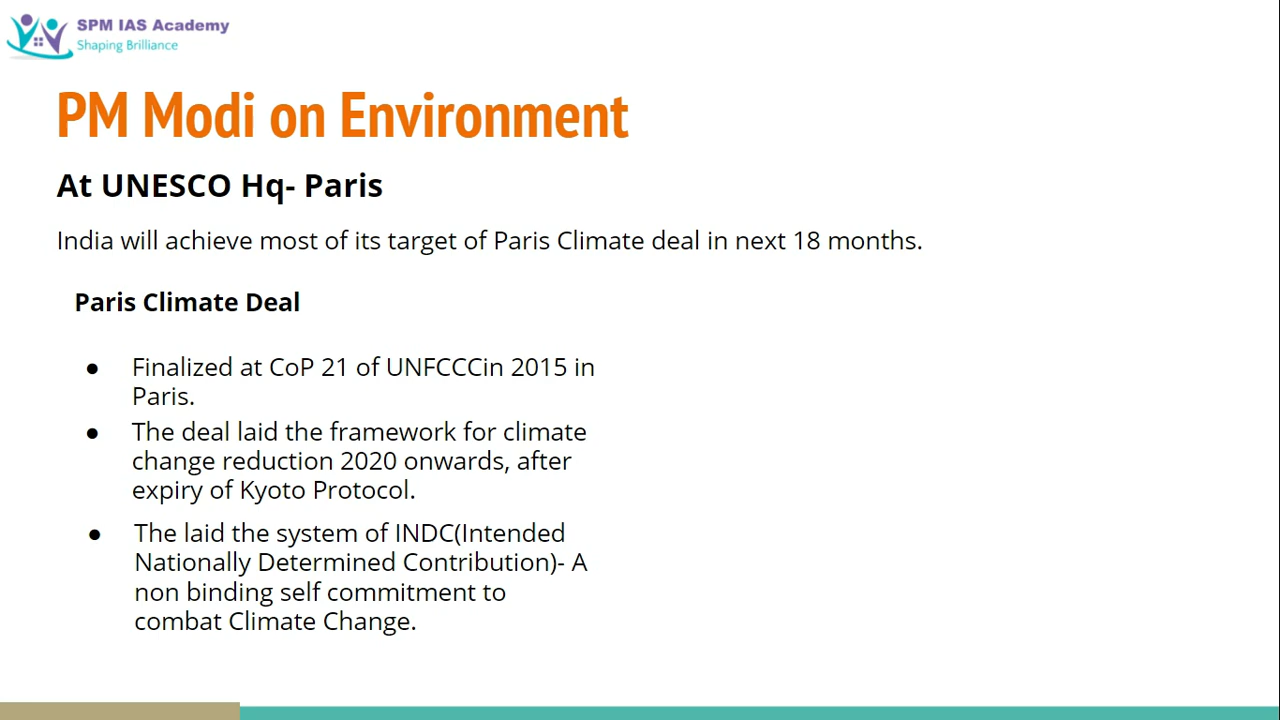 SPM IAS Academy
Shaping Brilliance
PM Modi on Environment
At UNESCO Hq- Paris
India will achieve most of its target of Paris Climate deal in next 18 months.
Paris Climate Deal
● Finalized at CoP 21 of UNFCCCin 2015 in
Paris.
● The deal laid the framework for climate
change reduction 2020 onwards, after
expiry of Kyoto Protocol.
● The laid the system of INDC(Intended
Nationally Determined Contribution)- A
non binding self commitment to
combat Climate Change.